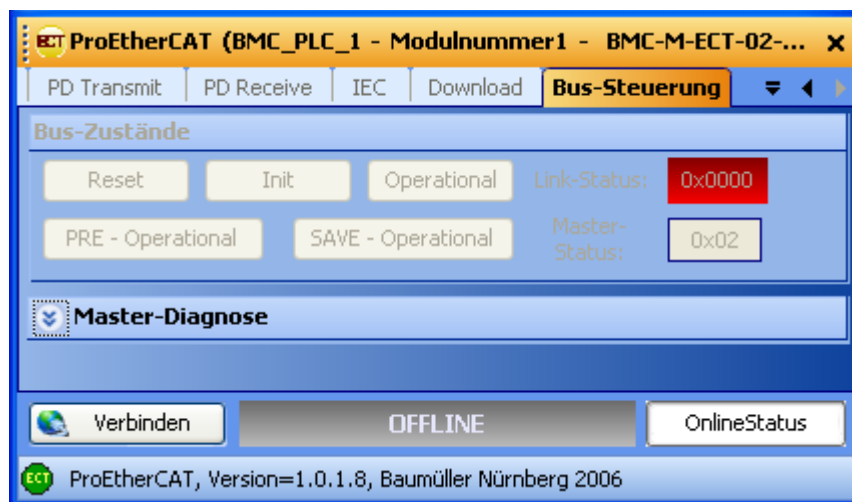 ECT ProEtherCAT (BMC_PLC_1 - Modulnummer1 - BMC-M-ECT-02-...
PD Transmit PD Receive IEC Download Bus-Steuerung
Bus-Zustände
Reset Init Operational Link-Status: 0x0000
PRE - Operational SAVE - Operational Master-Status: 0x02
Master-Diagnose
Verbinden OFFLINE OnlineStatus
ECT ProEtherCAT, Version=1.0.1.8, Baumüller Nürnberg 2006